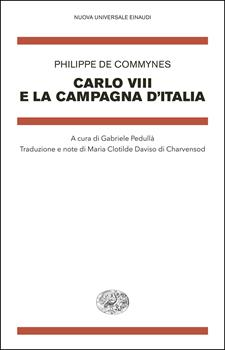 NUOVA UNIVERSALE EINAUDI
PHILIPPE DE COMMYNES
CARLO VIII
E LA CAMPAGNA D'ITALIA
A cura di Gabriele Pedullà
Traduzione e note di Maria Clotilde Daviso di Charvensod